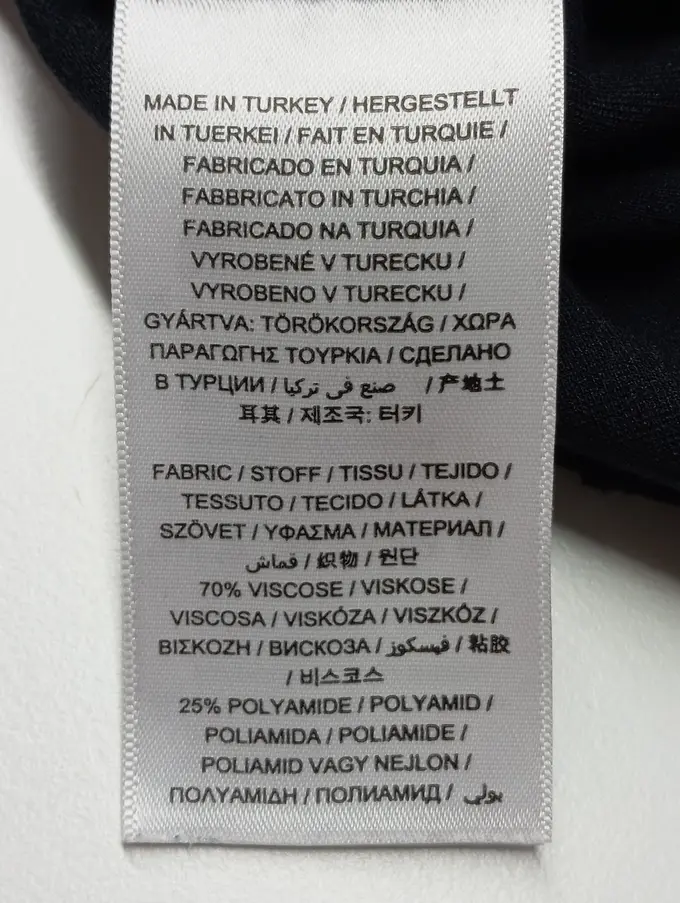 MADE IN TURKEY / HERGESTELLT
IN TUERKEI / FAIT EN TURQUIE /
FABRICADO EN TURQUIA /
FABBRICATO IN TURCHIA /
FABRICADO NA TURQUIA /
VYROBENÉ V TURECKU /
VYROBENO V TURECKU /
GYÁRTVA: TÖRÖKORSZÁG / ΧΩΡΑ
ΠΑΡΑΓΩΓΗΣ ΤΟΥΡΚΙΑ / СДЕЛАНО
В ТУРЦИИ / صنع في تركيا / 产地土
耳其 / 제조국: 터키
FABRIC / STOFF / TISSU / TEJIDO /
TESSUTO / TECIDO / LÁTKA /
SZÖVET / ΥΦΑΣΜΑ / МАТЕРИАЛ /
قماش / 织物 / 원단
70% VISCOSE / VISKOSE /
VISCOSA / VISKÓZA / VISZKÓZ /
ΒΙΣΚΟΖΗ / ВИСКОЗА / فيسكوز / 粘胶
/ 비스코스
25% POLYAMIDE / POLYAMID /
POLIAMIDA / POLIAMIDE /
POLIAMID VAGY NEJLON /
ΠΟΛΥΑΜΙΔΗ / ПОЛИАМИД / بولي